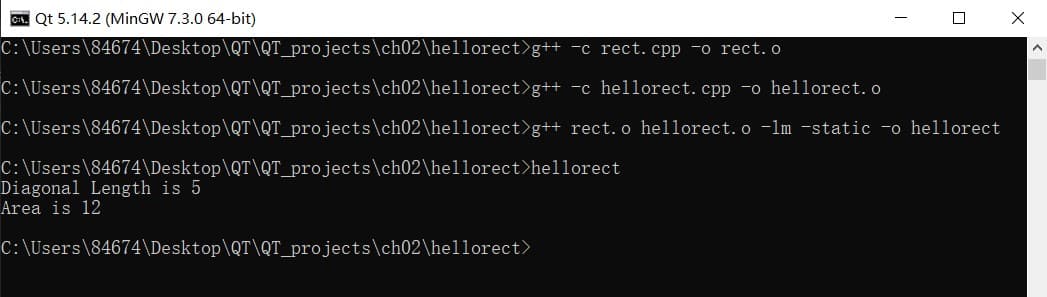 Qt 5.14.2 (MinGW 7.3.0 64-bit)
C:\Users\84674\Desktop\QT\QT_projects\ch02\hellorect>g++ -c rect.cpp -o rect.o
C:\Users\84674\Desktop\QT\QT_projects\ch02\hellorect>g++ -c hellorect.cpp -o hellorect.o
C:\Users\84674\Desktop\QT\QT_projects\ch02\hellorect>g++ rect.o hellorect.o -lm -static -o hellorect
C:\Users\84674\Desktop\QT\QT_projects\ch02\hellorect>hellorect
Diagonal Length is 5
Area is 12
C:\Users\84674\Desktop\QT\QT_projects\ch02\hellorect>